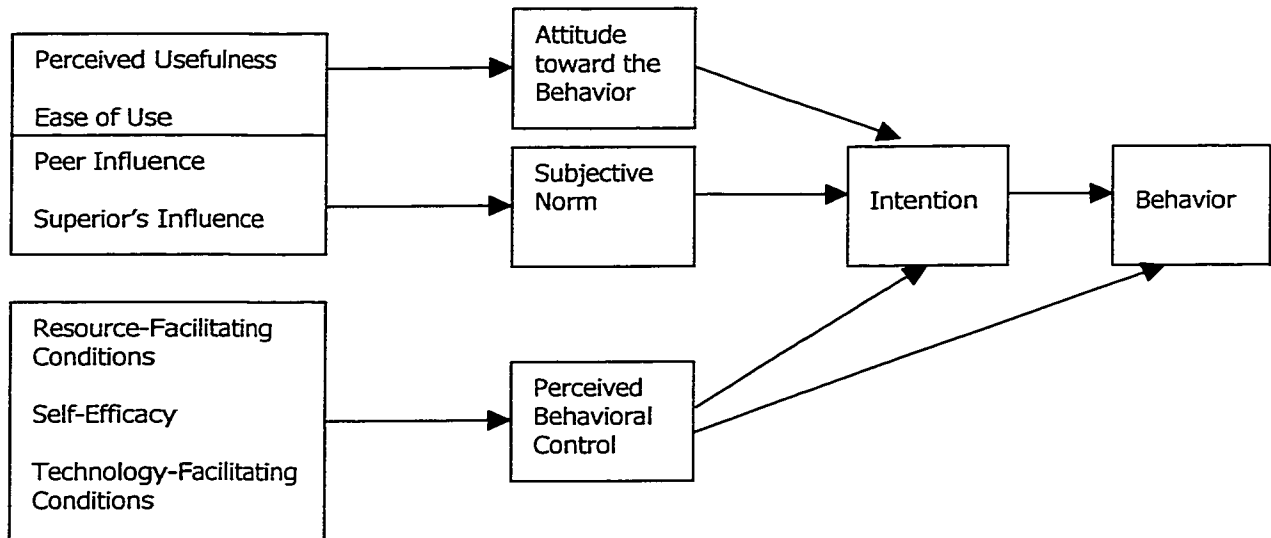 Perceived Usefulness
Ease of Use
Peer Influence
Superior's Influence
Resource-Facilitating
Conditions
Self-Efficacy
Technology-Facilitating
Conditions
Attitude
toward the
Behavior
Subjective
Norm
Perceived
Behavioral
Control
Intention
Behavior